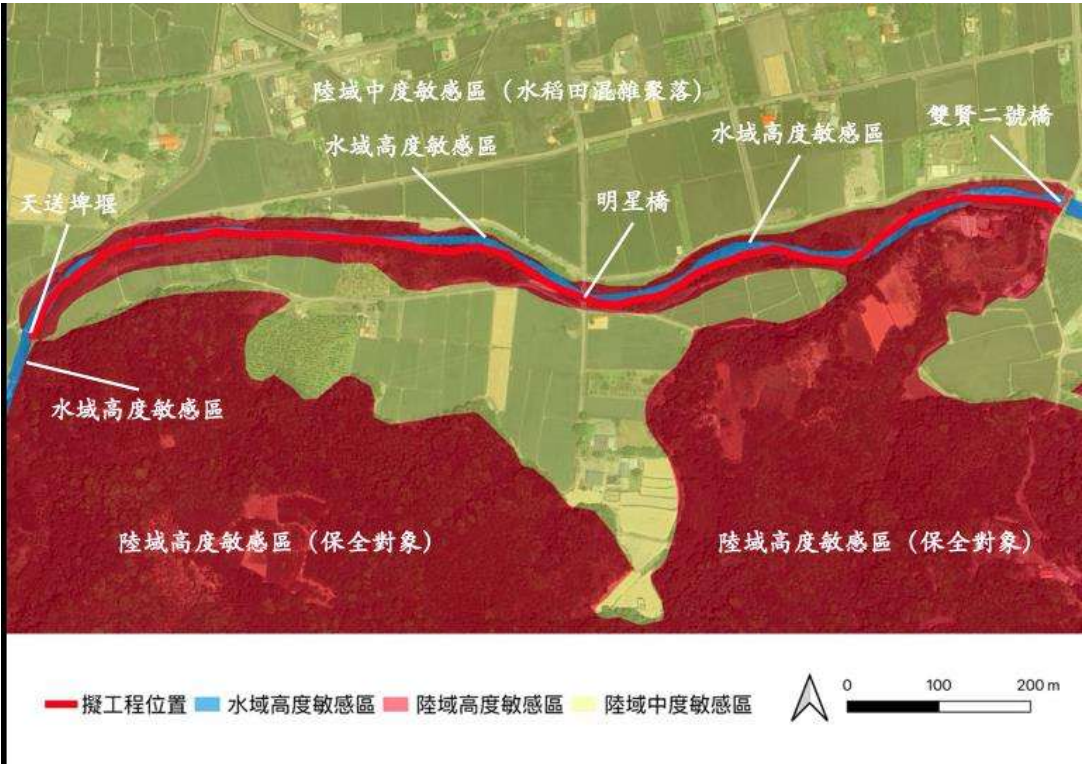 陸域中度敏感區（水稻田混雜聚落）
水域高度敏感區
水域高度敏感區
雙賢二號橋
天送埤堰
明星橋
水域高度敏感區
陸域高度敏感區（保全對象）
陸域高度敏感區（保全對象）
擬工程位置 水域高度敏感區 陸域高度敏感區 陸域中度敏感區
0 100 200 m